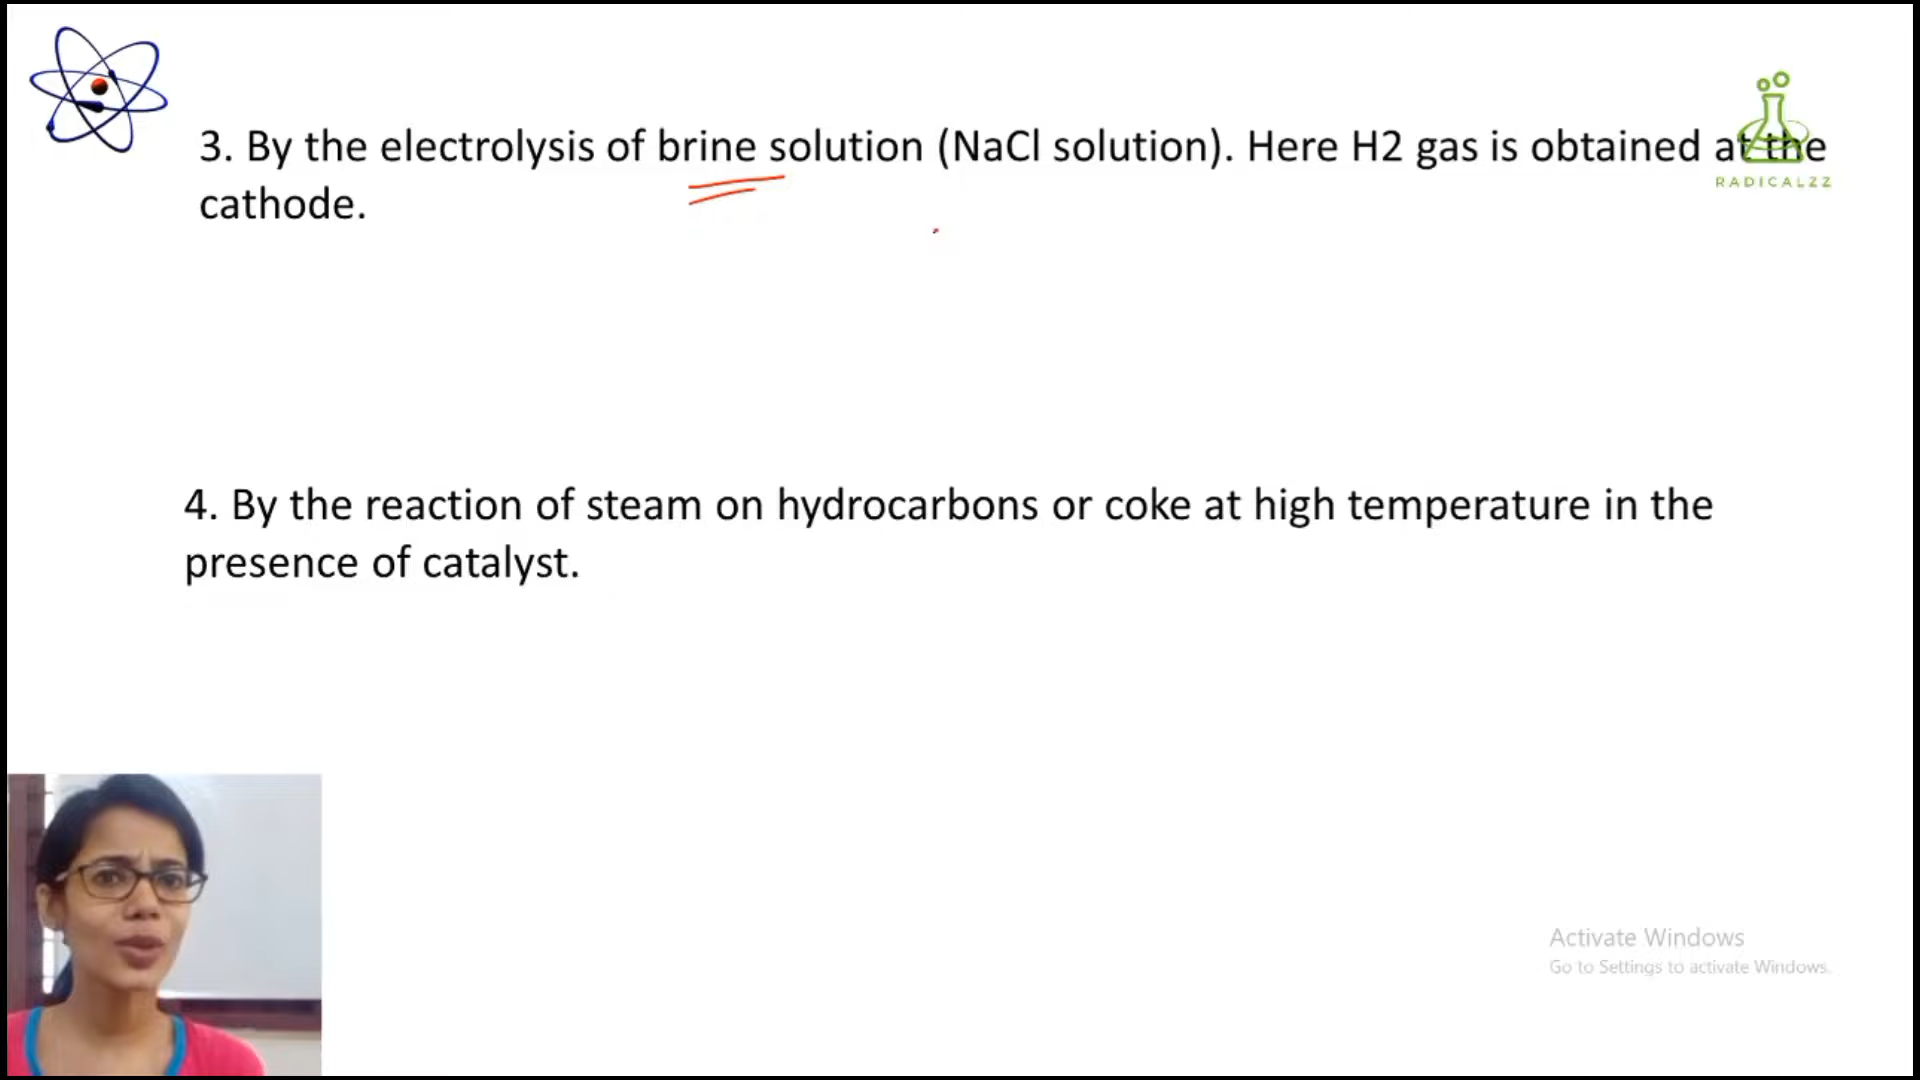 3. By the electrolysis of brine solution (NaCl solution). Here H2 gas is obtained at the
cathode.
RADICALZZ
4. By the reaction of steam on hydrocarbons or coke at high temperature in the
presence of catalyst.
Activate Windows
Go to Settings to activate Windows.